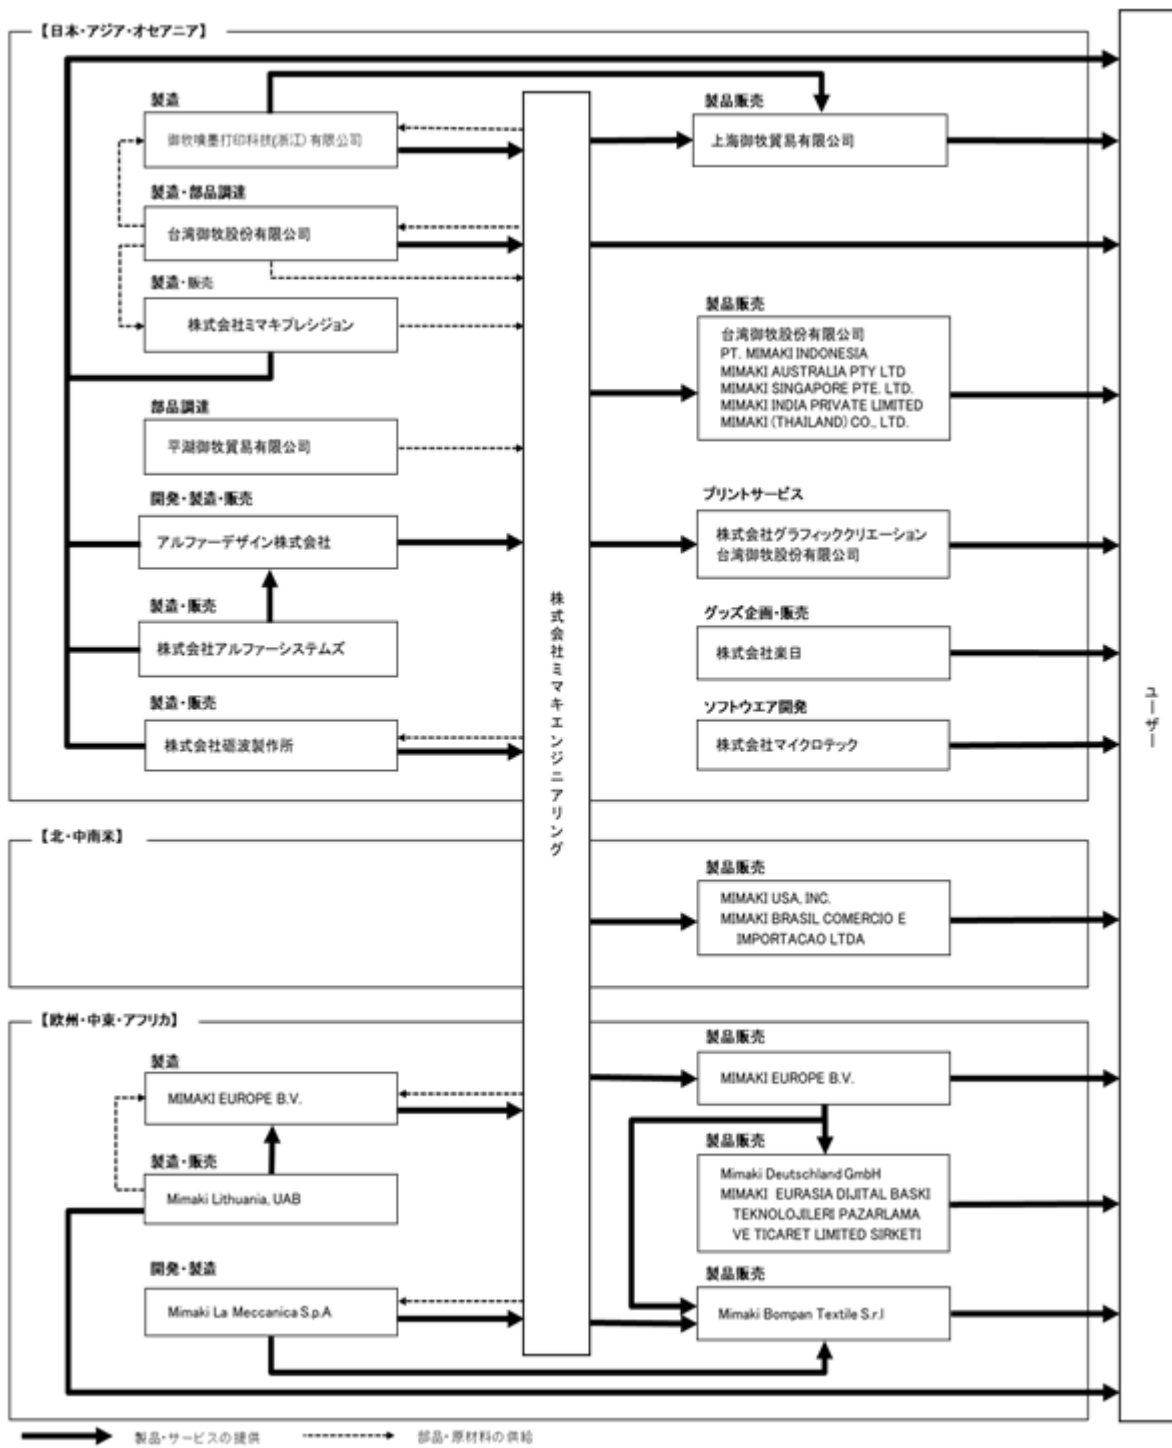 【日本・アジア・オセアニア】
製造
御牧噴墨打印科技(浙江)有限公司
製造・部品調達
台湾御牧股份有限公司
製造・販売
株式会社ミマキプレシジョン
部品調達
平湖御牧貿易有限公司
開発・製造・販売
アルファーデザイン株式会社
製造・販売
株式会社アルファーシステムズ
製造・販売
株式会社砺波製作所
株式会社ミマキエンジニアリング
製品販売
上海御牧貿易有限公司
製品販売
台湾御牧股份有限公司
PT. MIMAKI INDONESIA
MIMAKI AUSTRALIA PTY LTD
MIMAKI SINGAPORE PTE. LTD.
MIMAKI INDIA PRIVATE LIMITED
MIMAKI (THAILAND) CO., LTD.
プリントサービス
株式会社グラフィッククリエーション
台湾御牧股份有限公司
グッズ企画・販売
株式会社楽日
ソフトウエア開発
株式会社マイクロテック
ユーザー
【北・中南米】
製品販売
MIMAKI USA, INC.
MIMAKI BRASIL COMERCIO E
IMPORTACAO LTDA
【欧州・中東・アフリカ】
製造
MIMAKI EUROPE B.V.
製造・販売
Mimaki Lithuania, UAB
開発・製造
Mimaki La Meccanica S.p.A
製品販売
MIMAKI EUROPE B.V.
製品販売
Mimaki Deutschland GmbH
MIMAKI EURASIA DIJITAL BASKI
TEKNOLOJILERI PAZARLAMA
VE TICARET LIMITED SIRKETI
製品販売
Mimaki Bompan Textile S.r.l
製品・サービスの提供
部品・原材料の供給